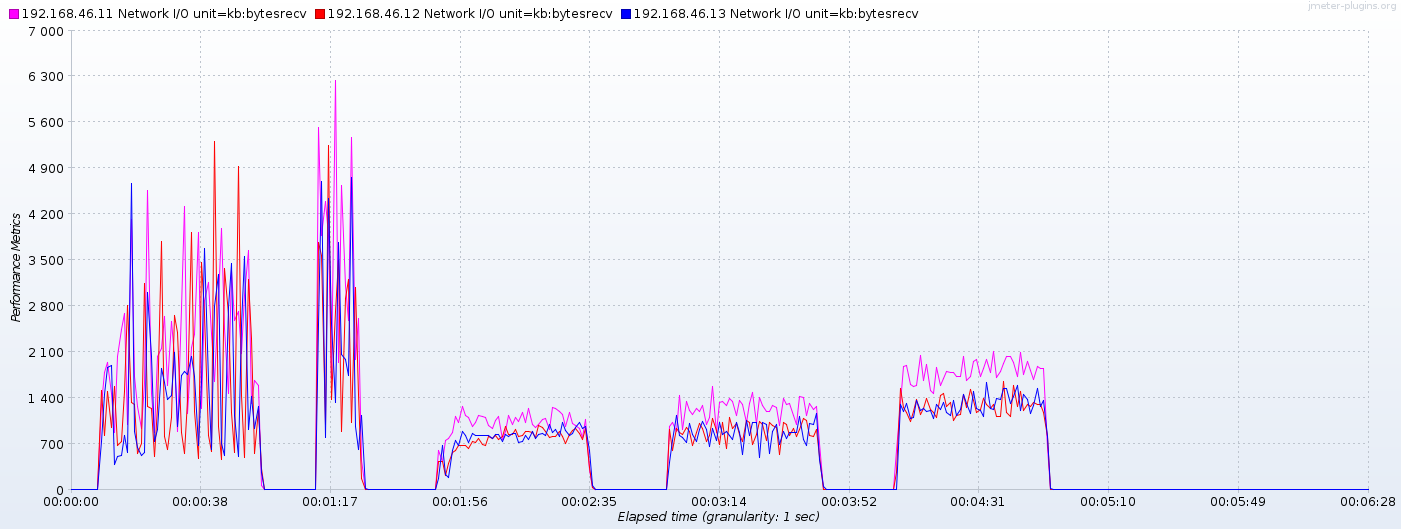 192.168.46.11 Network I/O unit=kb:bytesrecv 192.168.46.12 Network I/O unit=kb:bytesrecv 192.168.46.13 Network I/O unit=kb:bytesrecv
jmeter-plugins.org
7 000
6 300
5 600
4 900
4 200
3 500
2 800
2 100
1 400
700
0
Performance Metrics
00:00:00 00:00:38 00:01:17 00:01:56 00:02:35 00:03:14 00:03:52 00:04:31 00:05:10 00:05:49 00:06:28
Elapsed time (granularity: 1 sec)